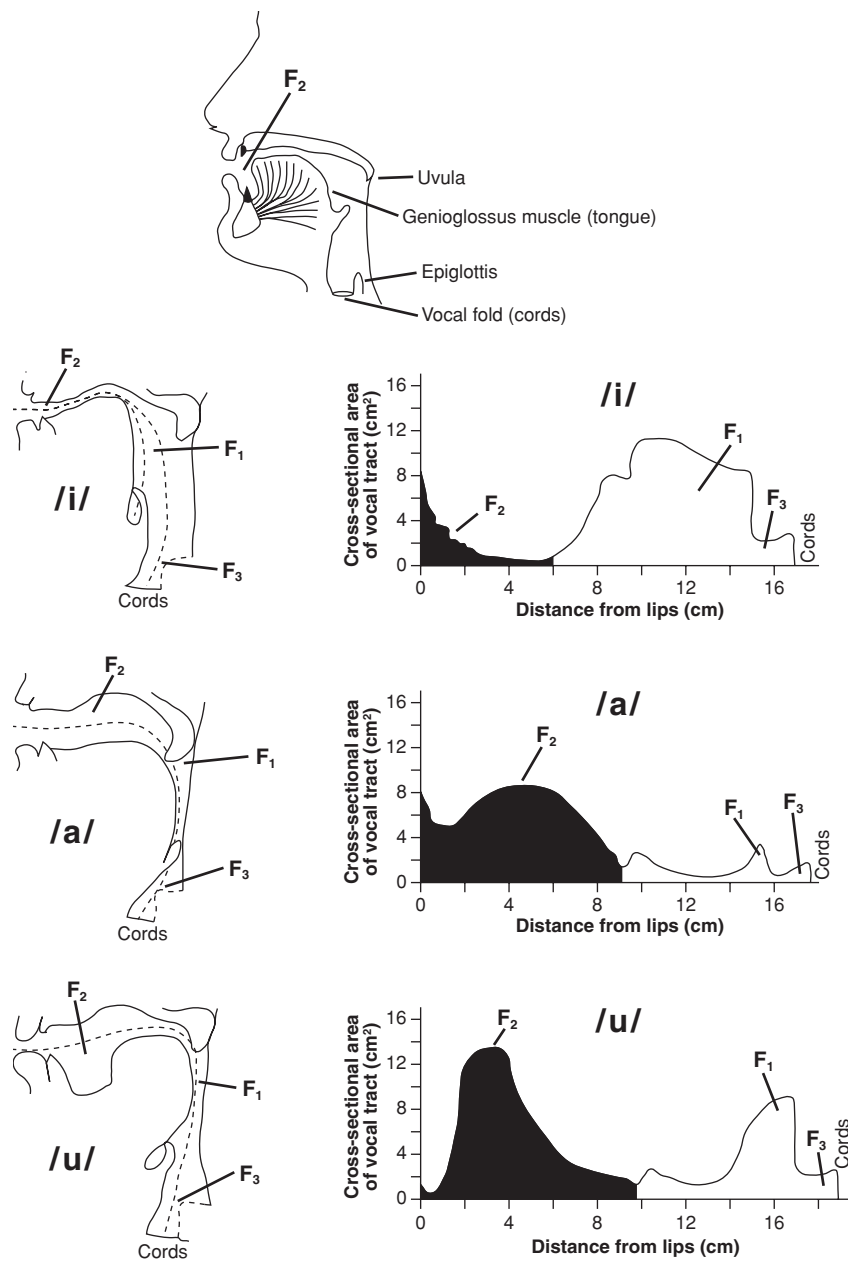 F₂
Uvula
Genioglossus muscle (tongue)
Epiglottis
Vocal fold (cords)
F₂
F₁
/i/
F₃
Cords
Cross-sectional area
of vocal tract (cm²)
16
12
8
4
0
/i/
F₂
F₁
F₃
Cords
0 4 8 12 16
Distance from lips (cm)
F₂
F₁
/a/
F₃
Cords
Cross-sectional area
of vocal tract (cm²)
16
12
8
4
0
/a/
F₂
F₁
F₃
Cords
0 4 8 12 16
Distance from lips (cm)
F₂
F₁
/u/
F₃
Cords
Cross-sectional area
of vocal tract (cm²)
16
12
8
4
0
/u/
F₂
F₁
F₃
Cords
0 4 8 12 16
Distance from lips (cm)